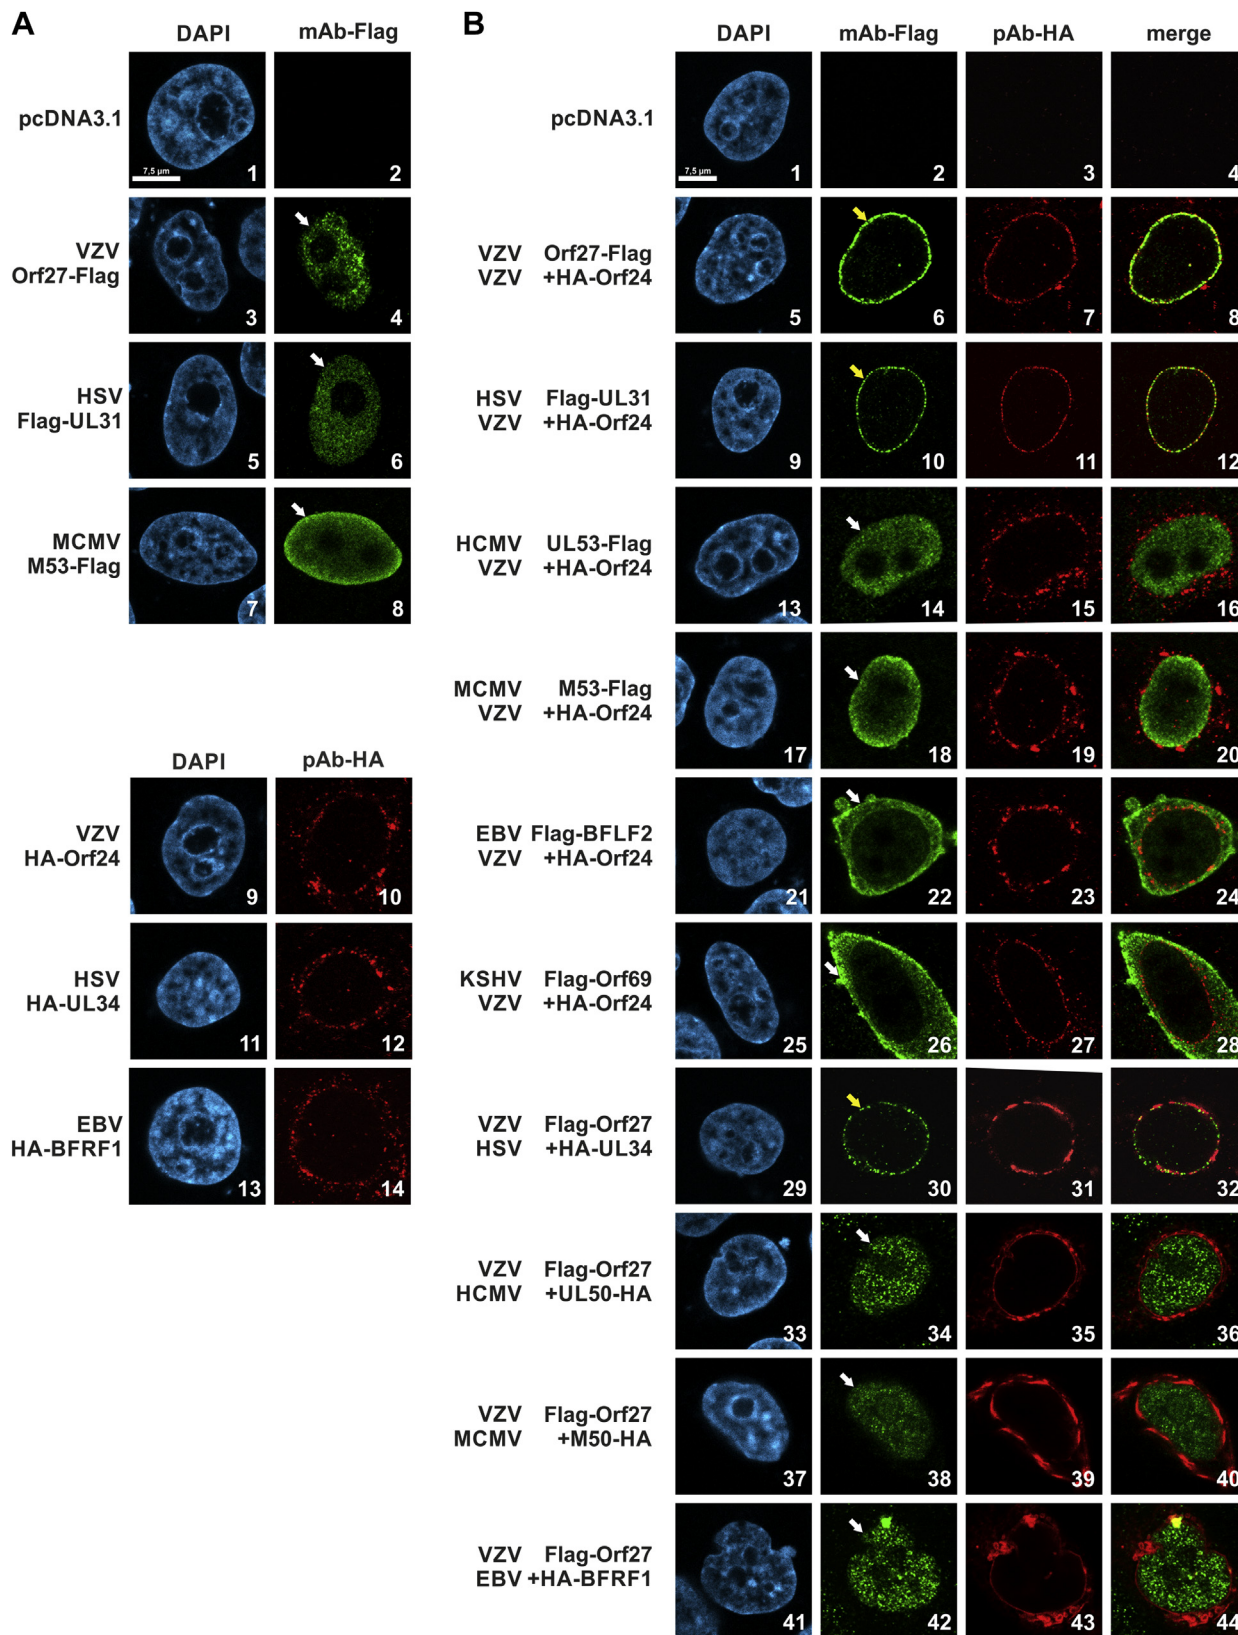 A
DAPI mAb-Flag
pcDNA3.1
7,5 µm
1 2
VZV
Orf27-Flag
3 4
HSV
Flag-UL31
5 6
MCMV
M53-Flag
7 8
DAPI pAb-HA
VZV
HA-Orf24
9 10
HSV
HA-UL34
11 12
EBV
HA-BFRF1
13 14
B
DAPI mAb-Flag pAb-HA merge
pcDNA3.1
7,5 µm
1 2 3 4
VZV Orf27-Flag
VZV +HA-Orf24
5 6 7 8
HSV Flag-UL31
VZV +HA-Orf24
9 10 11 12
HCMV UL53-Flag
VZV +HA-Orf24
13 14 15 16
MCMV M53-Flag
VZV +HA-Orf24
17 18 19 20
EBV Flag-BFLF2
VZV +HA-Orf24
21 22 23 24
KSHV Flag-Orf69
VZV +HA-Orf24
25 26 27 28
VZV Flag-Orf27
HSV +HA-UL34
29 30 31 32
VZV Flag-Orf27
HCMV +UL50-HA
33 34 35 36
VZV Flag-Orf27
MCMV +M50-HA
37 38 39 40
VZV Flag-Orf27
EBV +HA-BFRF1
41 42 43 44